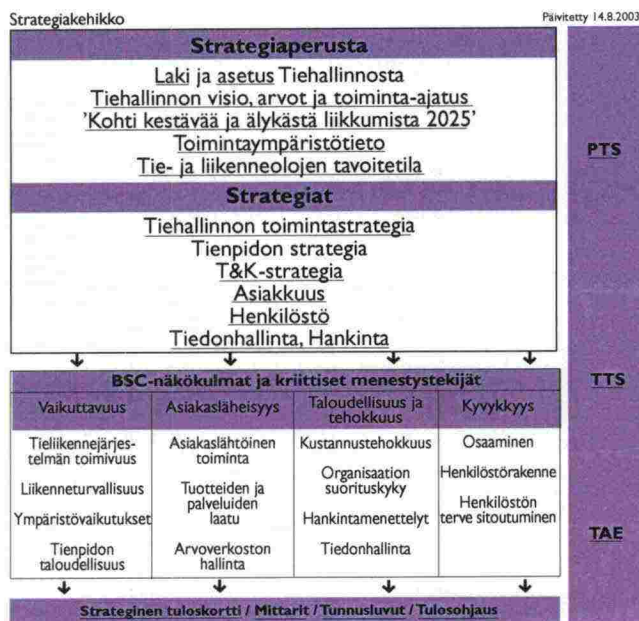 Strategiakehikko
Päivitetty 14.8.2003
Strategiaperusta
Laki ja asetus Tiehallinnosta
Tiehallinnon visio, arvot ja toiminta-ajatus
'Kohti kestävää ja älykästä liikkumista 2025'
Toimintaympäristötieto
Tie- ja liikenneolojen tavoitetila
Strategiat
Tiehallinnon toimintastrategia
Tienpidon strategia
T&K-strategia
Asiakkuus
Henkilöstö
Tiedonhallinta, Hankinta
BSC-näkökulmat ja kriittiset menestystekijät
Vaikuttavuus
Tieliikennejärjes-
telmän toimivuus
Liikenneturvallisuus
Ympäristövaikutukset
Tienpidon
taloudellisuus
Asiakasläheisyys
Asiakaslähtöinen
toiminta
Tuotteiden ja
palveluiden
laatu
Arvoverkoston
hallinta
Taloudellisuus ja
tehokkuus
Kustannustehokkuus
Organisaation
suorituskyky
Hankintamenettelyt
Tiedonhallinta
Kyvykkyys
Osaaminen
Henkilöstörakenne
Henkilöstön
terve sitoutuminen
Strateginen tuloskortti / Mittarit / Tunnusluvut / Tulosohjaus
PTS
TTS
TAE